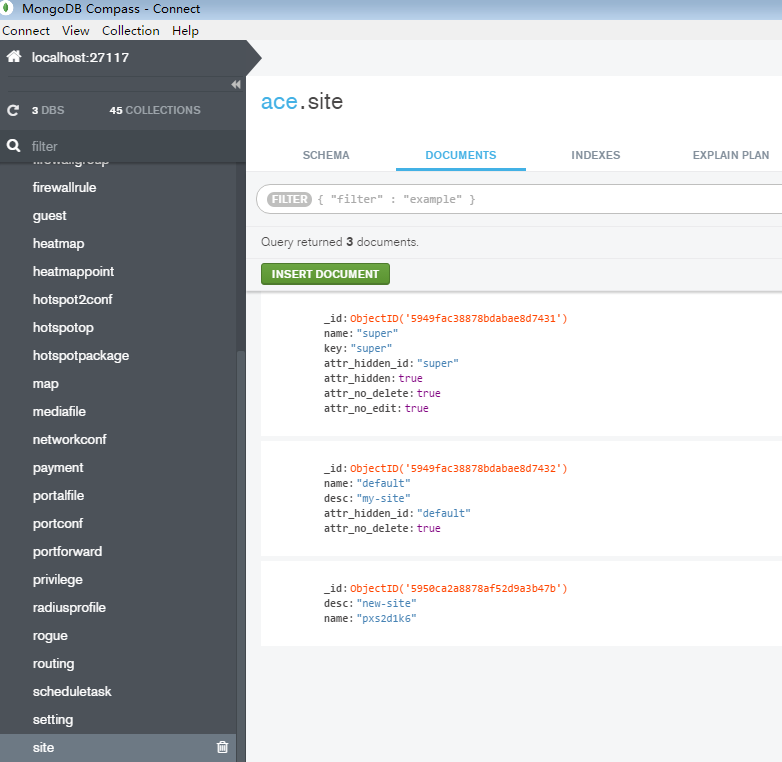 MongoDB Compass - Connect
Connect View Collection Help
localhost:27117
3 DBS 45 COLLECTIONS
filter
firewallgroup
firewallrule
guest
heatmap
heatmappoint
hotspot2conf
hotspotop
hotspotpackage
map
mediafile
networkconf
payment
portalfile
portconf
portforward
privilege
radiusprofile
rogue
routing
scheduletask
setting
site
ace.site
SCHEMA DOCUMENTS INDEXES EXPLAIN PLAN
FILTER { "filter" : "example" }
Query returned 3 documents.
INSERT DOCUMENT
_id: ObjectID('5949fac38878bdabae8d7431')
name: "super"
key: "super"
attr_hidden_id: "super"
attr_hidden: true
attr_no_delete: true
attr_no_edit: true
_id: ObjectID('5949fac38878bdabae8d7432')
name: "default"
desc: "my-site"
attr_hidden_id: "default"
attr_no_delete: true
_id: ObjectID('5950ca2a8878af52d9a3b47b')
desc: "new-site"
name: "pxs2d1k6"